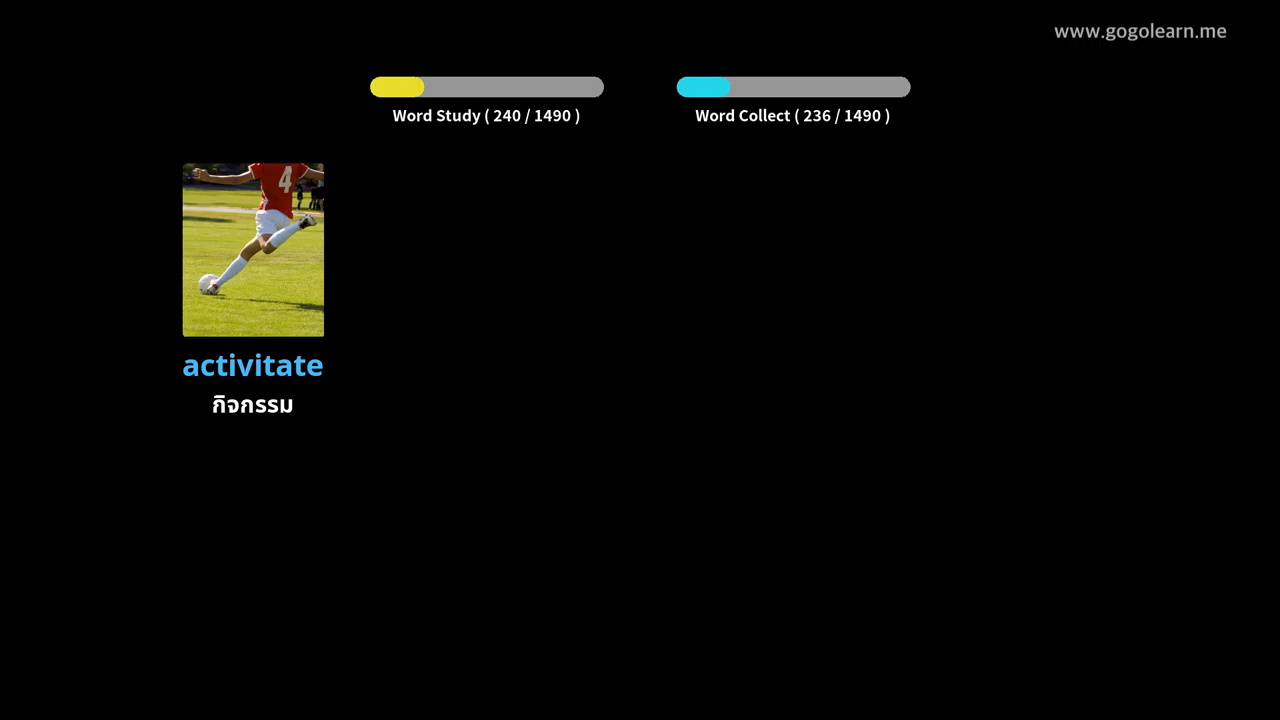 www.gogolearn.me
Word Study ( 240 / 1490 )
Word Collect ( 236 / 1490 )
4
activitate
กิจกรรม